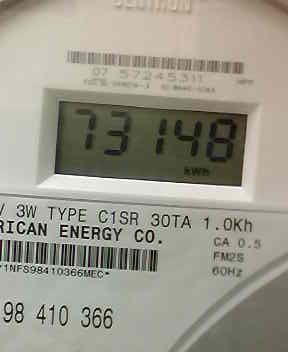 07 57245311
73148
kWh
V 3W TYPE C1SR 30TA 1.0Kh
RICAN ENERGY CO.
CA 0.5
FM2S
60Hz
Y1NFS98410366MEC*
98 410 366